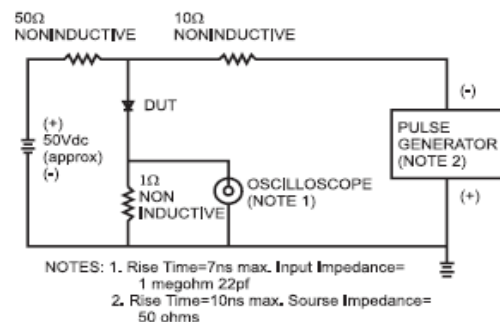 50Ω
NONINDUCTIVE
10Ω
NONINDUCTIVE
(+)
50Vdc
(approx)
(-)
DUT
1Ω
NON
INDUCTIVE
OSCILLOSCOPE
(NOTE 1)
(-)
PULSE
GENERATOR
(NOTE 2)
(+)
NOTES: 1. Rise Time=7ns max. Input Impedance=
1 megohm 22pf
2. Rise Time=10ns max. Sourse Impedance=
50 ohms